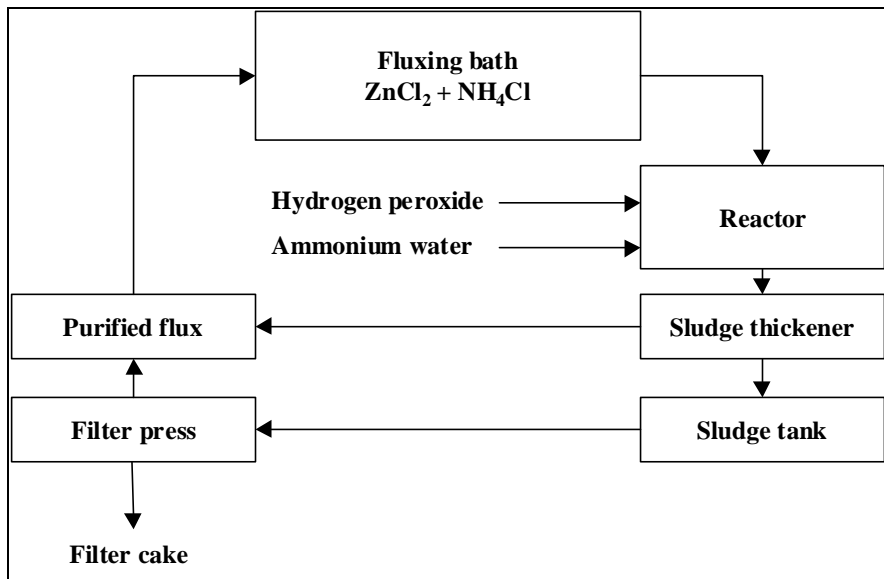 Fluxing bath
ZnCl₂ + NH₄Cl
Hydrogen peroxide
Reactor
Ammonium water
Purified flux
Sludge thickener
Filter press
Sludge tank
Filter cake